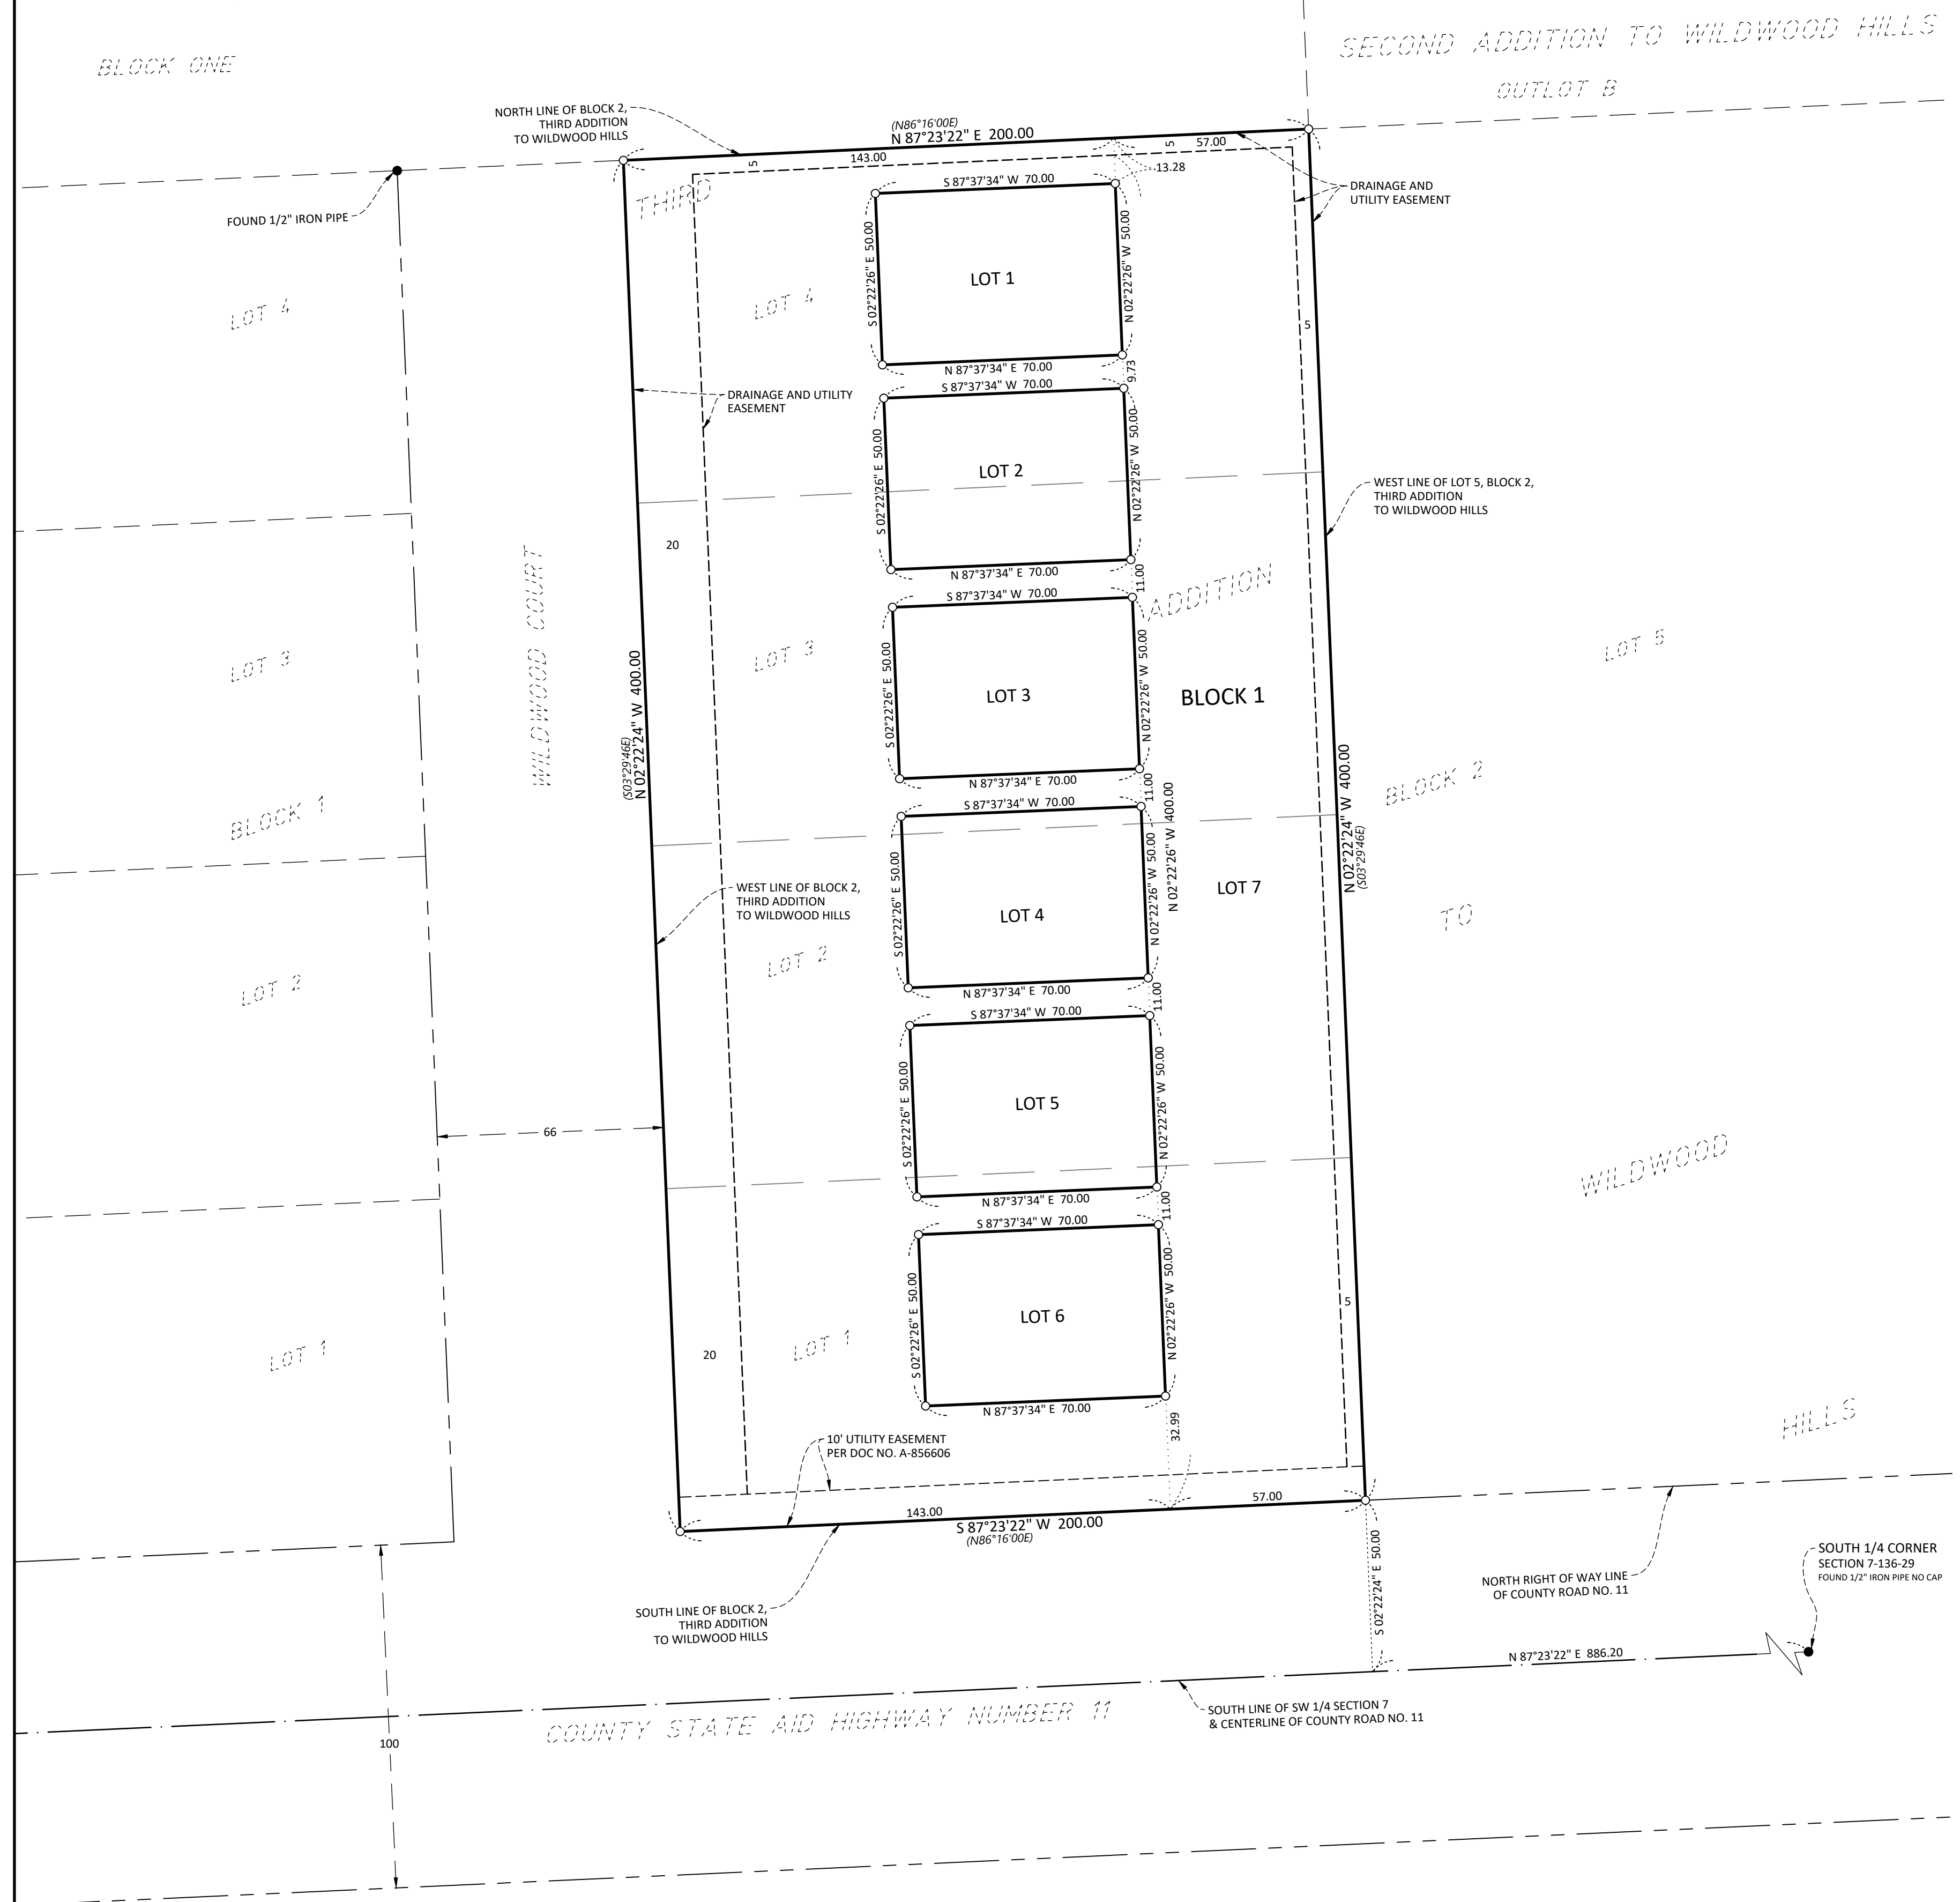 BLOCK ONE
SECOND ADDITION TO WILDWOOD HILLS
OUTLOT B
NORTH LINE OF BLOCK 2,
THIRD ADDITION
TO WILDWOOD HILLS
(N86°16'00E)
N 87°23'22" E 200.00
5
143.00
5
57.00
13.28
FOUND 1/2" IRON PIPE
THIRD
S 87°37'34" W 70.00
DRAINAGE AND
UTILITY EASEMENT
S 02°22'26" E 50.00
LOT 1
N 02°22'26" W 50.00
LOT 4
LOT 4
5
N 87°37'34" E 70.00
9.73
S 87°37'34" W 70.00
DRAINAGE AND UTILITY
EASEMENT
S 02°22'26" E 50.00
LOT 2
N 02°22'26" W 50.00
WEST LINE OF LOT 5, BLOCK 2,
THIRD ADDITION
TO WILDWOOD HILLS
20
N 87°37'34" E 70.00
11.00
S 87°37'34" W 70.00
ADDITION
WILDWOOD COURT
LOT 3
LOT 3
LOT 5
S 02°22'26" E 50.00
LOT 3
N 02°22'26" W 50.00
BLOCK 1
(S03°29'46E)
N 02°22'24" W 400.00
N 87°37'34" E 70.00
11.00
BLOCK 2
S 87°37'34" W 70.00
BLOCK 1
N 02°22'26" W 400.00
N 02°22'24" W 400.00
(S03°29'46E)
WEST LINE OF BLOCK 2,
THIRD ADDITION
TO WILDWOOD HILLS
S 02°22'26" E 50.00
LOT 4
N 02°22'26" W 50.00
LOT 7
TO
LOT 2
LOT 2
N 87°37'34" E 70.00
11.00
S 87°37'34" W 70.00
S 02°22'26" E 50.00
LOT 5
N 02°22'26" W 50.00
66
WILDWOOD
N 87°37'34" E 70.00
11.00
S 87°37'34" W 70.00
S 02°22'26" E 50.00
LOT 6
N 02°22'26" W 50.00
5
LOT 1
20
LOT 1
N 87°37'34" E 70.00
32.99
HILLS
10' UTILITY EASEMENT
PER DOC NO. A-856606
143.00
57.00
S 87°23'22" W 200.00
(N86°16'00E)
S 02°22'24" E 50.00
SOUTH 1/4 CORNER
SECTION 7-136-29
FOUND 1/2" IRON PIPE NO CAP
NORTH RIGHT OF WAY LINE
OF COUNTY ROAD NO. 11
SOUTH LINE OF BLOCK 2,
THIRD ADDITION
TO WILDWOOD HILLS
N 87°23'22" E 886.20
COUNTY STATE AID HIGHWAY NUMBER 11
SOUTH LINE OF SW 1/4 SECTION 7
& CENTERLINE OF COUNTY ROAD NO. 11
100